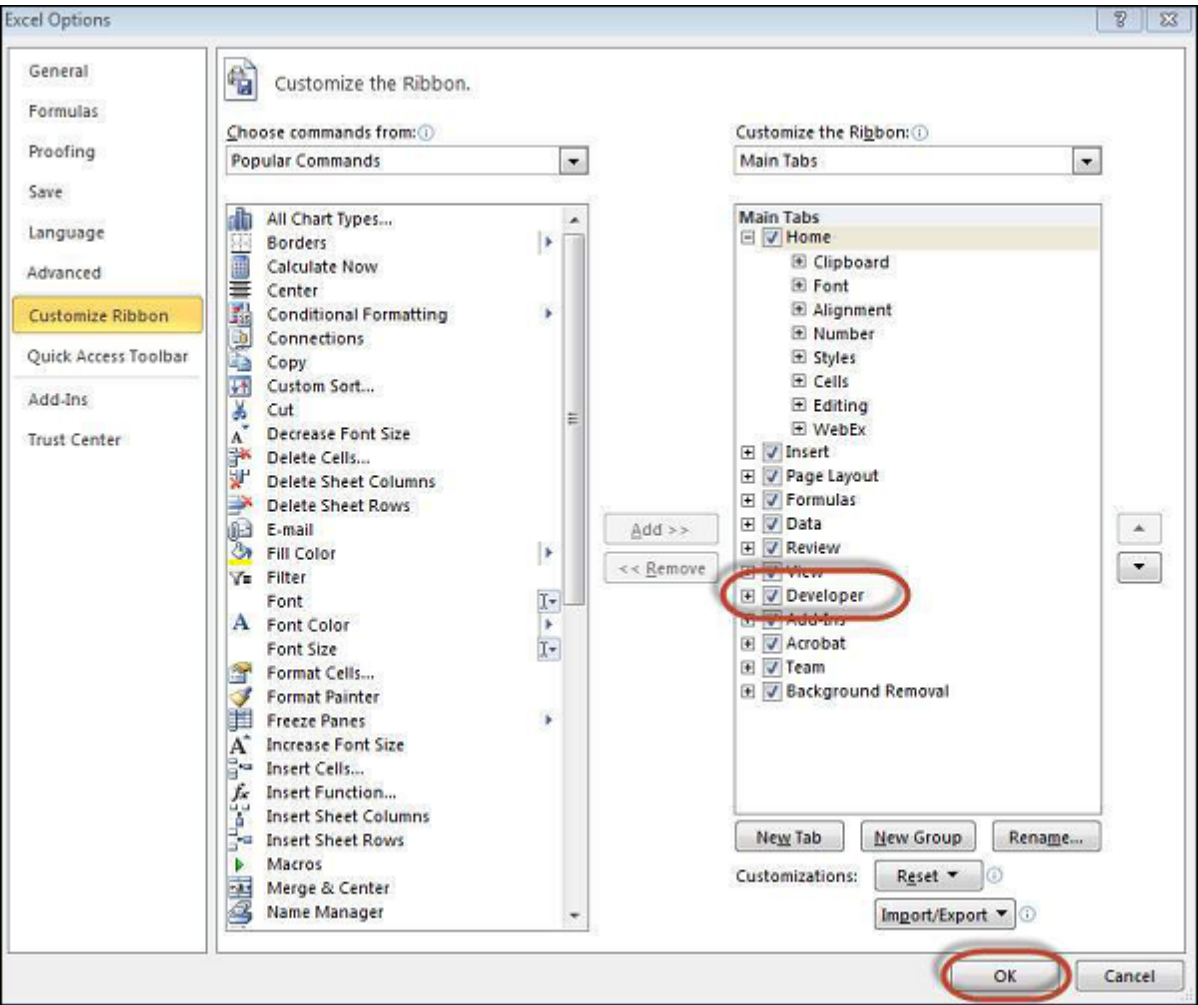 Excel Options
General
Formulas
Proofing
Save
Language
Advanced
Customize Ribbon
Quick Access Toolbar
Add-Ins
Trust Center
Customize the Ribbon.
Choose commands from:
Popular Commands
All Chart Types...
Borders
Calculate Now
Center
Conditional Formatting
Connections
Copy
Custom Sort...
Cut
Decrease Font Size
Delete Cells...
Delete Sheet Columns
Delete Sheet Rows
E-mail
Fill Color
Filter
Font
Font Color
Font Size
Format Cells...
Format Painter
Freeze Panes
Increase Font Size
Insert Cells...
Insert Function...
Insert Sheet Columns
Insert Sheet Rows
Macros
Merge & Center
Name Manager
Add >>
<< Remove
Customize the Ribbon:
Main Tabs
Main Tabs
Home
Clipboard
Font
Alignment
Number
Styles
Cells
Editing
WebEx
Insert
Page Layout
Formulas
Data
Review
View
Developer
Add-Ins
Acrobat
Team
Background Removal
New Tab
New Group
Rename...
Customizations:
Reset
Import/Export
OK
Cancel